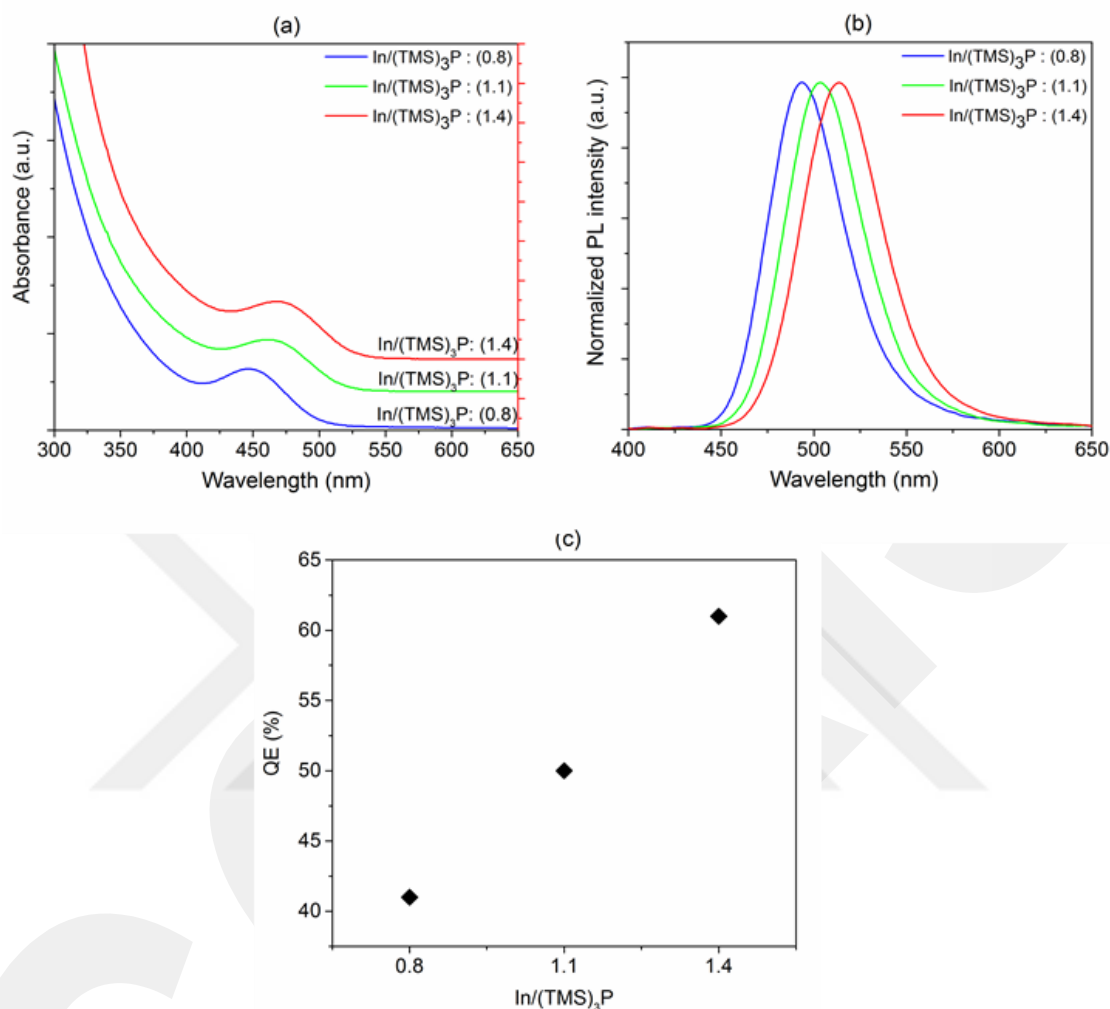 (a)
In/(TMS)₃P : (0.8)
In/(TMS)₃P : (1.1)
In/(TMS)₃P : (1.4)
Absorbance (a.u.)
In/(TMS)₃P: (1.4)
In/(TMS)₃P: (1.1)
In/(TMS)₃P: (0.8)
300 350 400 450 500 550 600 650
Wavelength (nm)
(b)
In/(TMS)₃P : (0.8)
In/(TMS)₃P : (1.1)
In/(TMS)₃P : (1.4)
Normalized PL intensity (a.u.)
400 450 500 550 600 650
Wavelength (nm)
(c)
65
60
55
50
45
40
QE (%)
0.8 1.1 1.4
In/(TMS)₃P